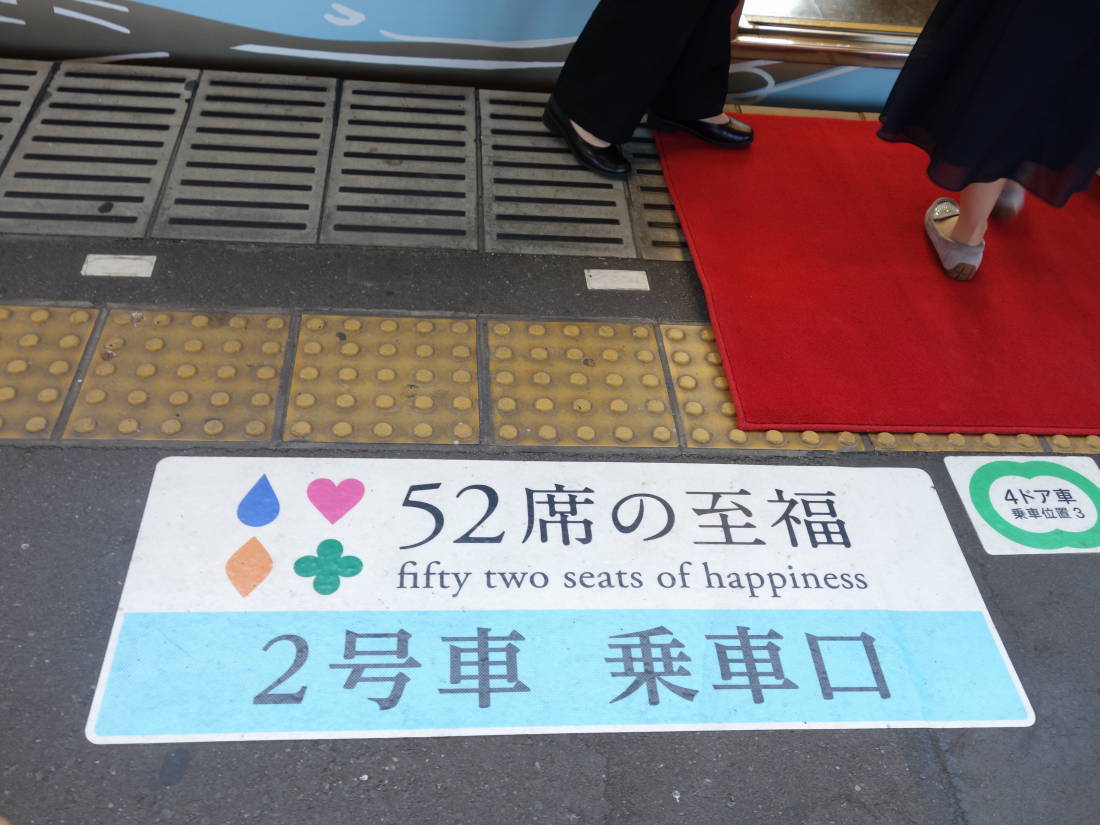 52席の至福
fifty two seats of happiness
2号車 乗車口
4ドア車
乗車位置3